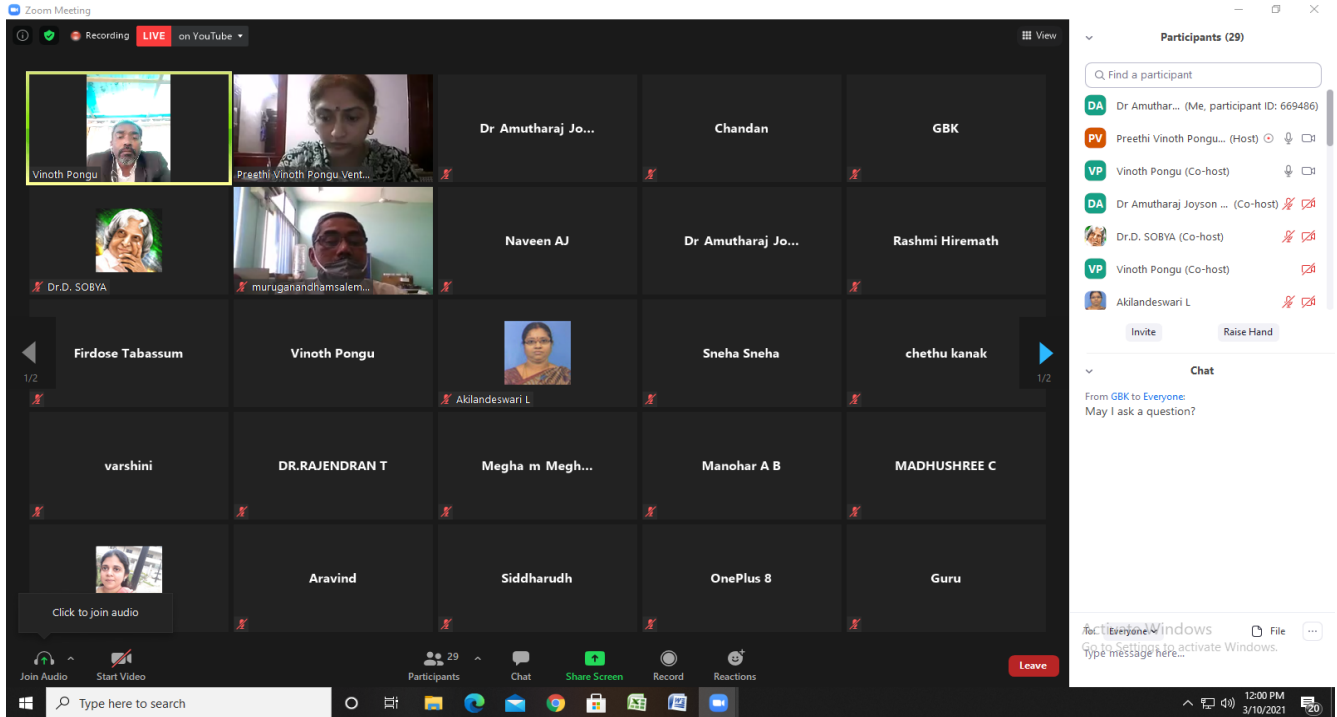 Zoom Meeting
Recording LIVE on YouTube View
Vinoth Pongu
Preethi Vinoth Pongu Vent...
Dr Amutharaj Jo...
Chandan
GBK
Dr.D. SOBYA
muruganandhamsalem...
Naveen AJ
Dr Amutharaj Jo...
Rashmi Hiremath
1/2
Firdose Tabassum
Vinoth Pongu
Akilandeswari L
Sneha Sneha
chethu kanak
1/2
varshini
DR.RAJENDRAN T
Megha m Megh...
Manohar A B
MADHUSHREE C
Aravind
Siddharudh
OnePlus 8
Guru
Click to join audio
Join Audio
Start Video
29
Participants
Chat
Share Screen
Record
Reactions
Leave
Participants (29)
Find a participant
DA Dr Amuthar... (Me, participant ID: 669486)
PV Preethi Vinoth Pongu... (Host)
VP Vinoth Pongu (Co-host)
DA Dr Amutharaj Joyson ... (Co-host)
Dr.D. SOBYA (Co-host)
VP Vinoth Pongu (Co-host)
Akilandeswari L
Invite Raise Hand
Chat
From GBK to Everyone:
May I ask a question?
Activate Windows
Go to Settings to activate Windows.
To: Everyone File ...
Type message here...
Type here to search
12:00 PM
3/10/2021
20